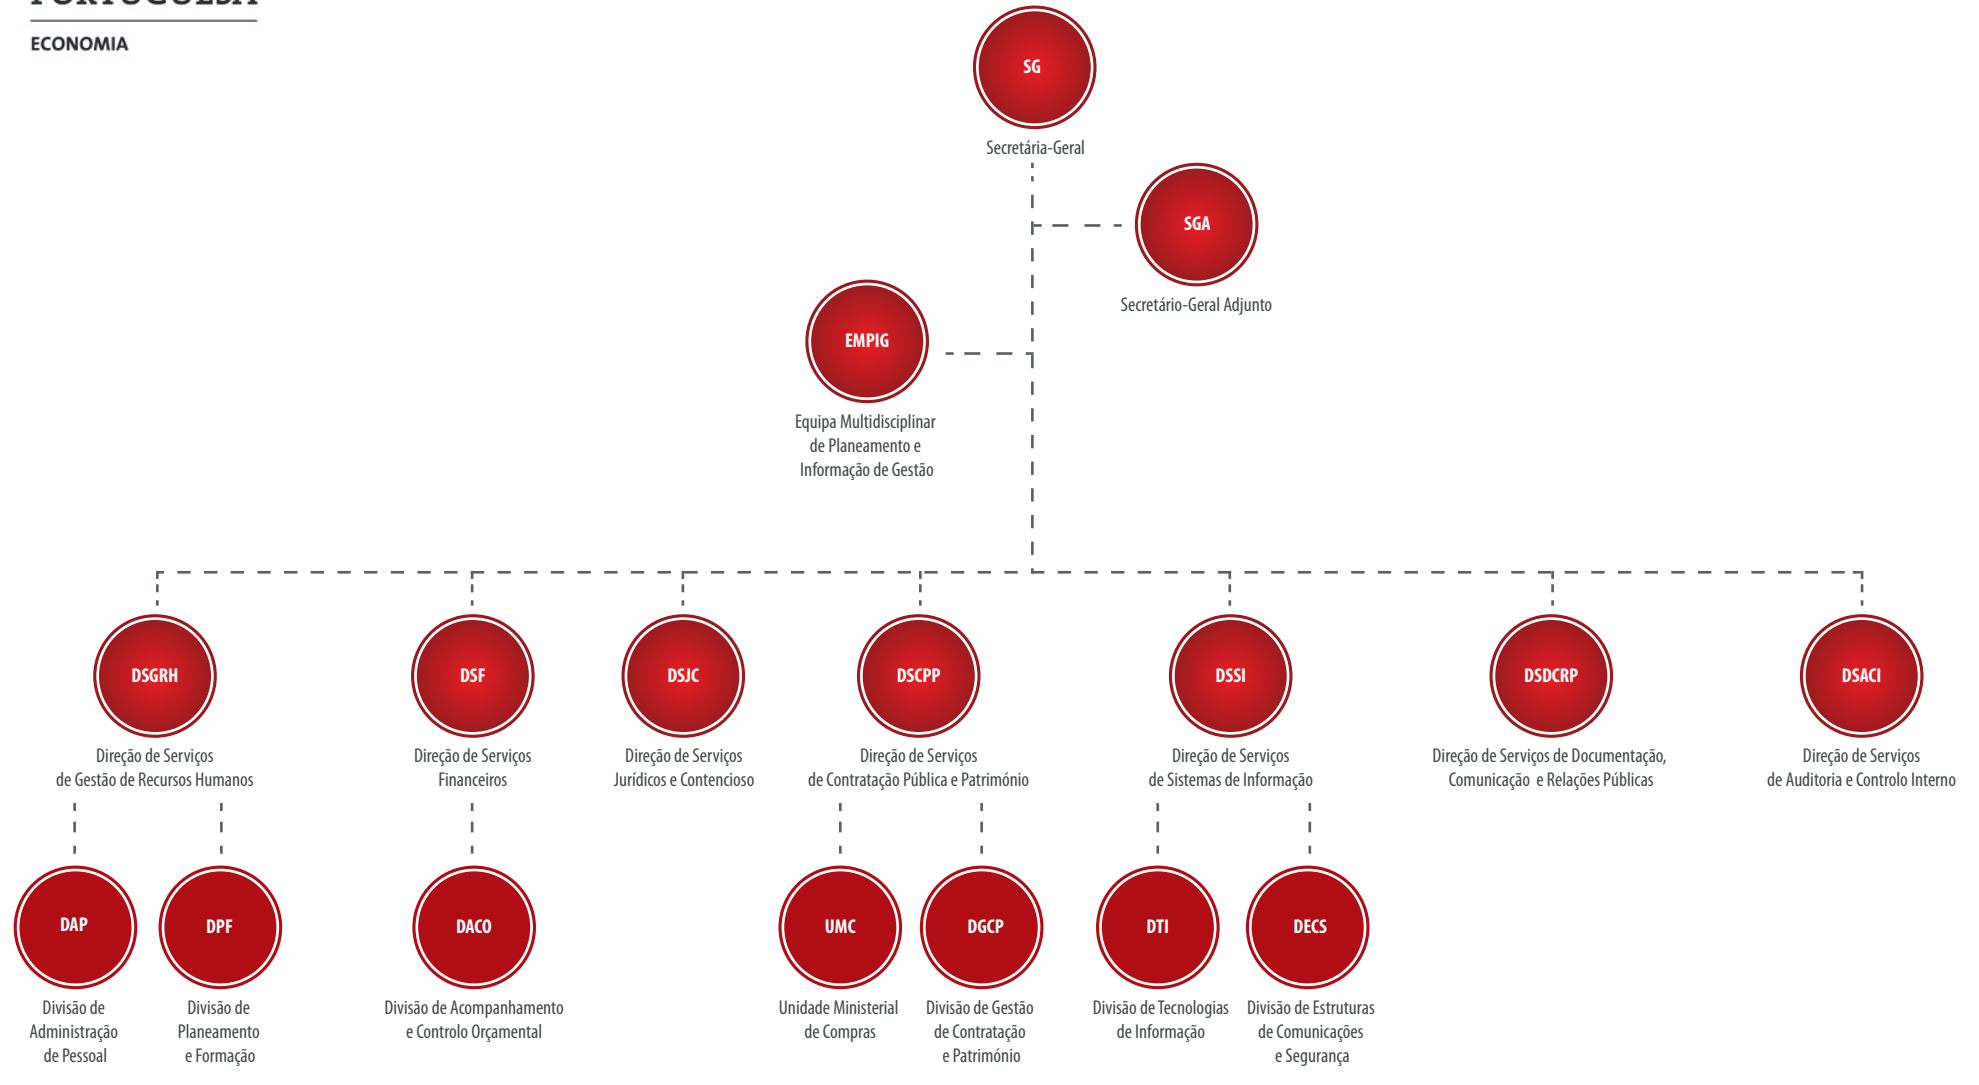 PORTUGUESA
ECONOMIA
SG
Secretária-Geral
SGA
Secretário-Geral Adjunto
EMPIG
Equipa Multidisciplinar
de Planeamento e
Informação de Gestão
DSGRH
Direção de Serviços
de Gestão de Recursos Humanos
DSF
Direção de Serviços
Financeiros
DSJC
Direção de Serviços
Jurídicos e Contencioso
DSCPP
Direção de Serviços
de Contratação Pública e Património
DSSI
Direção de Serviços
de Sistemas de Informação
DSDCRP
Direção de Serviços de Documentação,
Comunicação e Relações Públicas
DSACI
Direção de Serviços
de Auditoria e Controlo Interno
DAP
Divisão de
Administração
de Pessoal
DPF
Divisão de
Planeamento
e Formação
DACO
Divisão de Acompanhamento
e Controlo Orçamental
UMC
Unidade Ministerial
de Compras
DGCP
Divisão de Gestão
de Contratação
e Património
DTI
Divisão de Tecnologias
de Informação
DECS
Divisão de Estruturas
de Comunicações
e Segurança